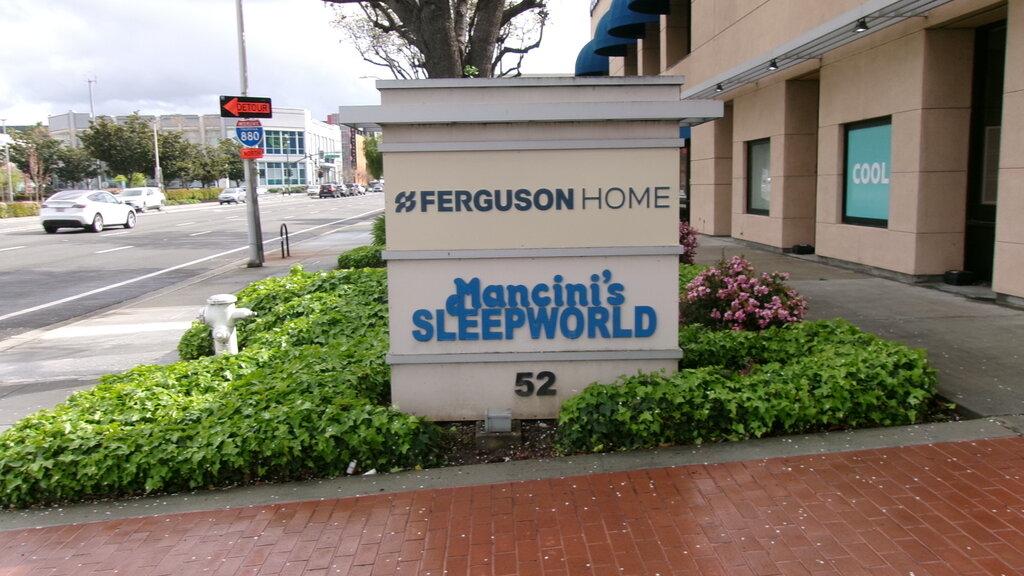 DETOUR
880
FERGUSON HOME
Mancini's
SLEEPWORLD
52
COOL